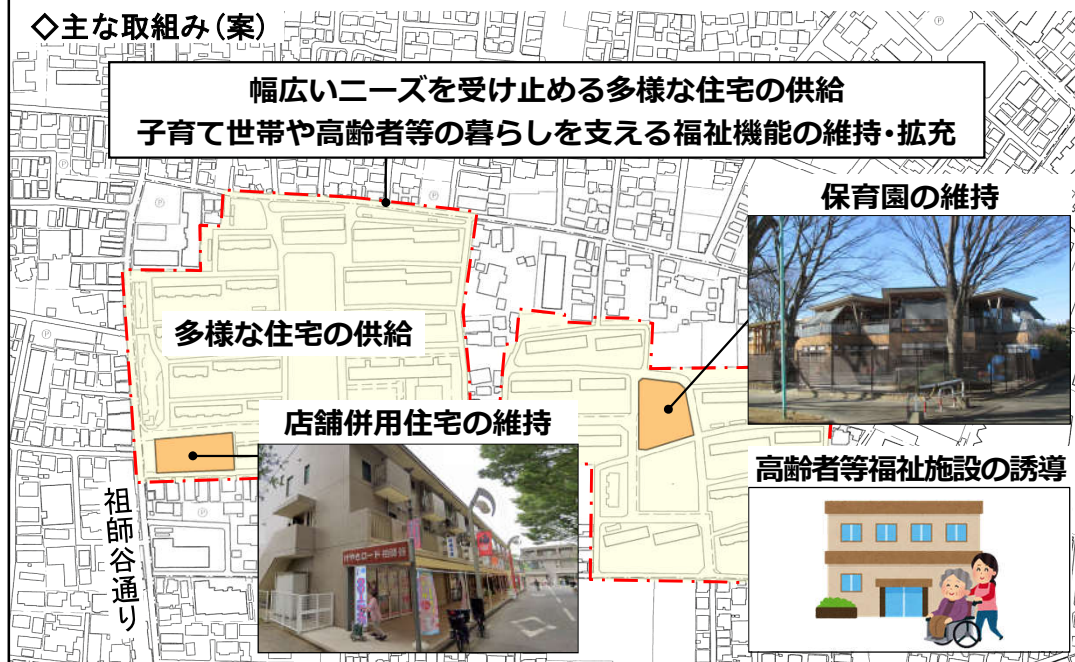 ◇主な取組み(案)
幅広いニーズを受け止める多様な住宅の供給
子育て世帯や高齢者等の暮らしを支える福祉機能の維持・拡充
保育園の維持
多様な住宅の供給
店舗併用住宅の維持
高齢者等福祉施設の誘導
祖師谷通り